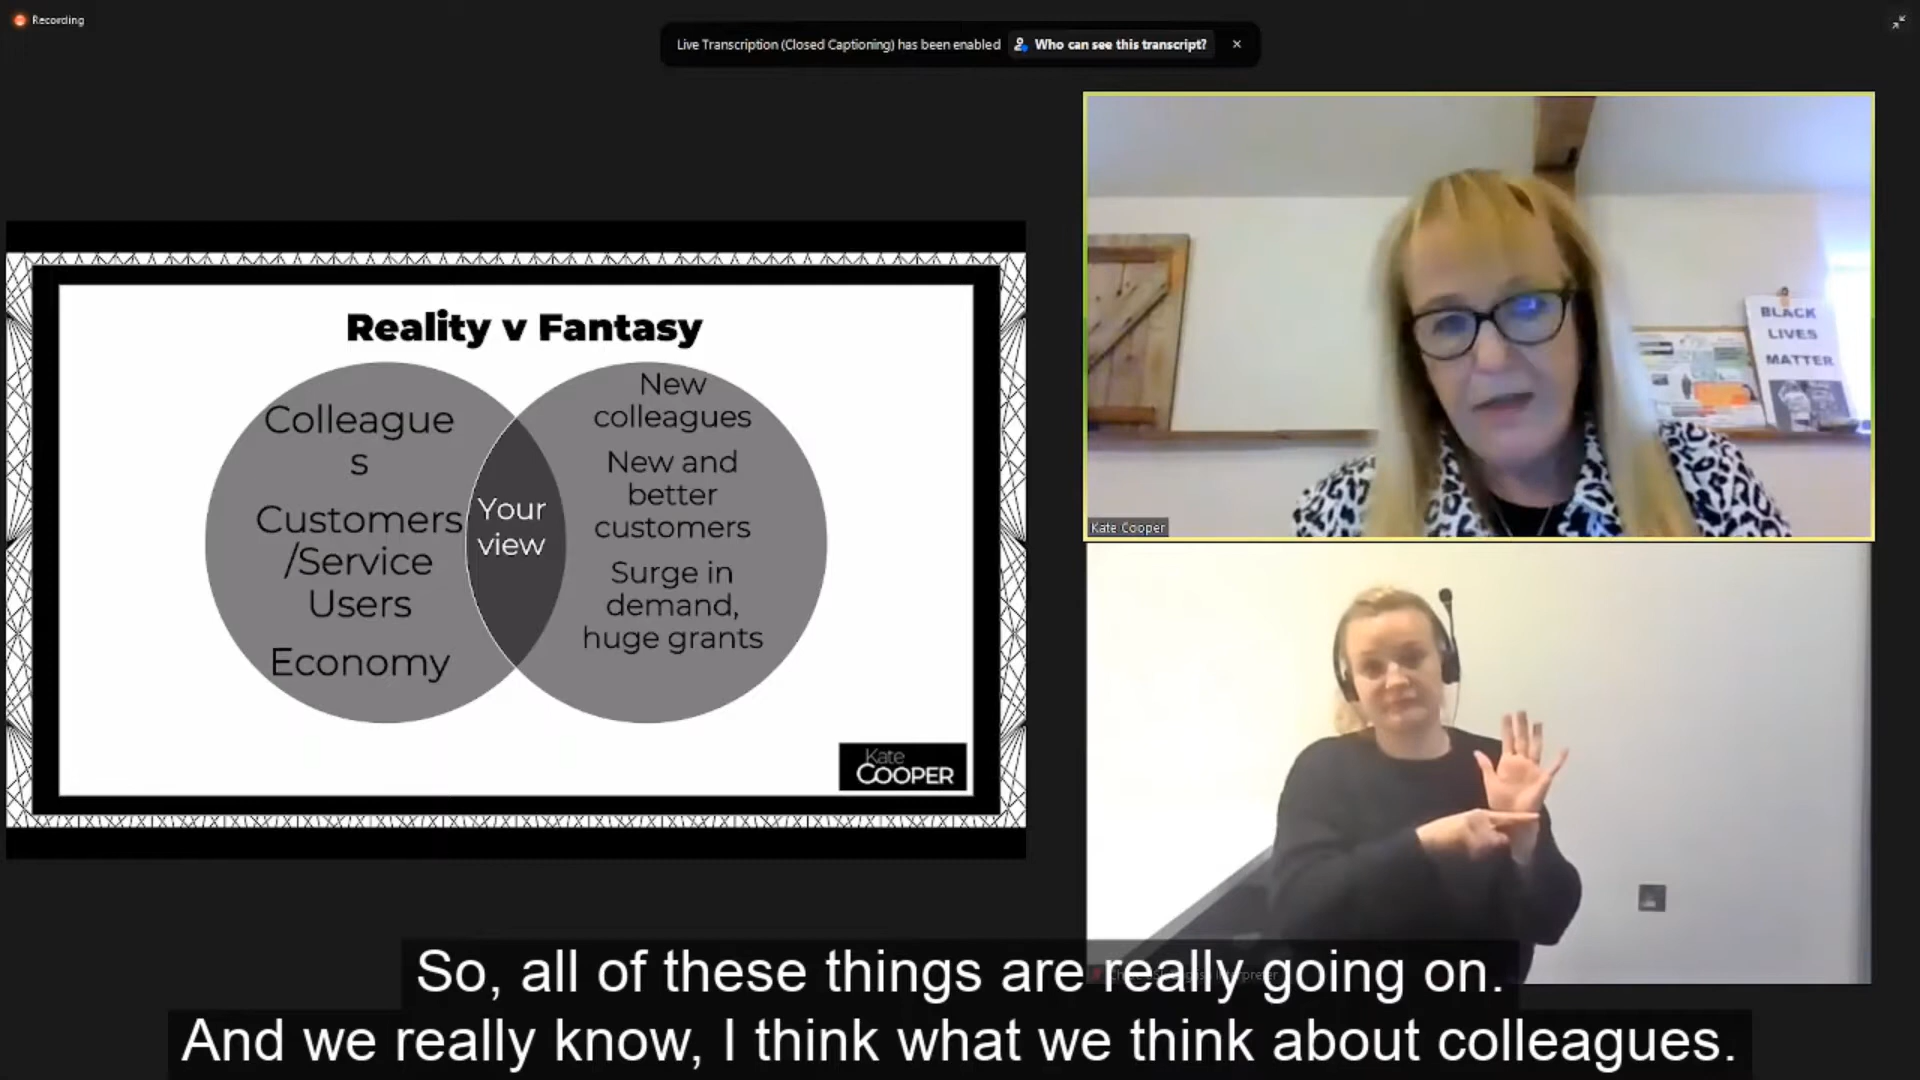 Recording
Live Transcription (Closed Captioning) has been enabled
Who can see this transcript?
Reality v Fantasy
Colleague
s
Customers
/Service
Users
Economy
Your
view
New
colleagues
New and
better
customers
Surge in
demand,
huge grants
Kate
COOPER
BLACK
LIVES
MATTER
Kate Cooper
So, all of these things are really going on.
And we really know, I think what we think about colleagues.